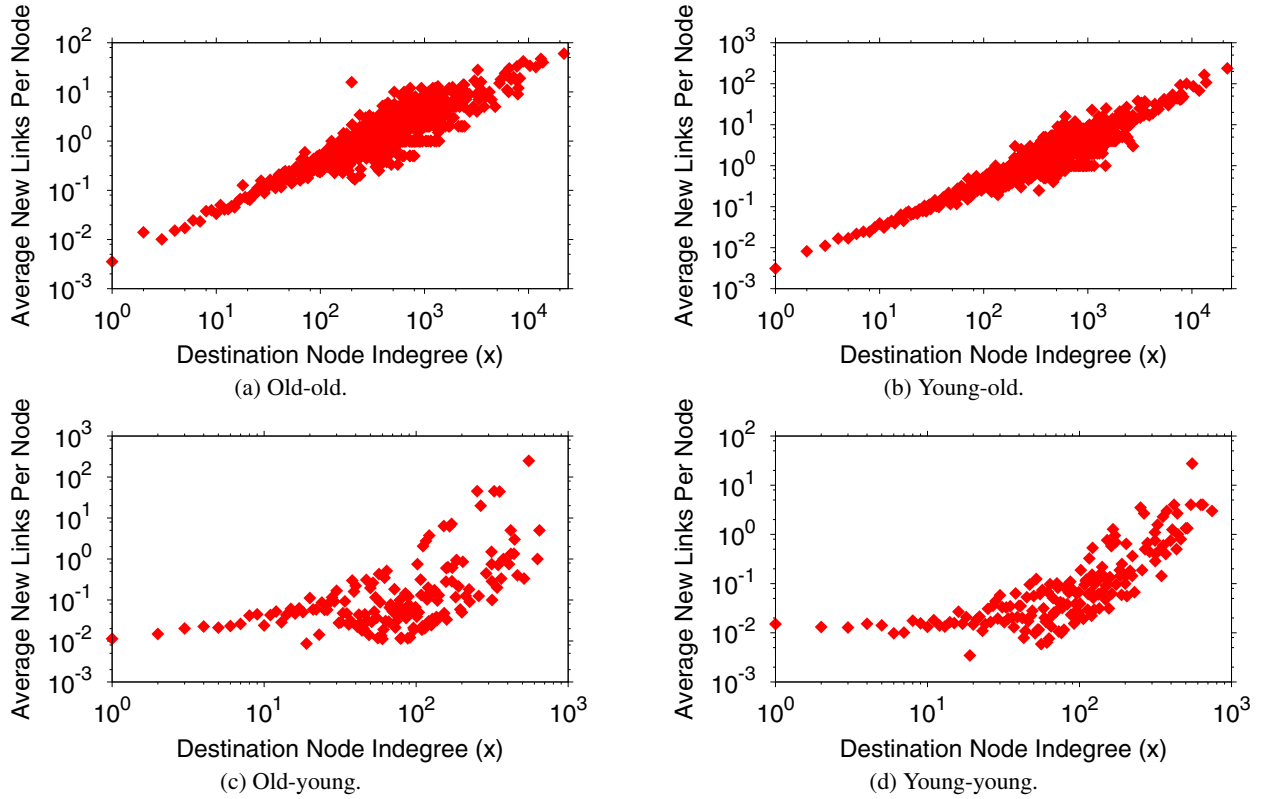 Average New Links Per Node
10^2
10^1
10^0
10^-1
10^-2
10^-3
10^0 10^1 10^2 10^3 10^4
Destination Node Indegree (x)
(a) Old-old.
Average New Links Per Node
10^3
10^2
10^1
10^0
10^-1
10^-2
10^-3
10^0 10^1 10^2 10^3 10^4
Destination Node Indegree (x)
(b) Young-old.
Average New Links Per Node
10^3
10^2
10^1
10^0
10^-1
10^-2
10^-3
10^0 10^1 10^2 10^3
Destination Node Indegree (x)
(c) Old-young.
Average New Links Per Node
10^2
10^1
10^0
10^-1
10^-2
10^-3
10^0 10^1 10^2 10^3
Destination Node Indegree (x)
(d) Young-young.